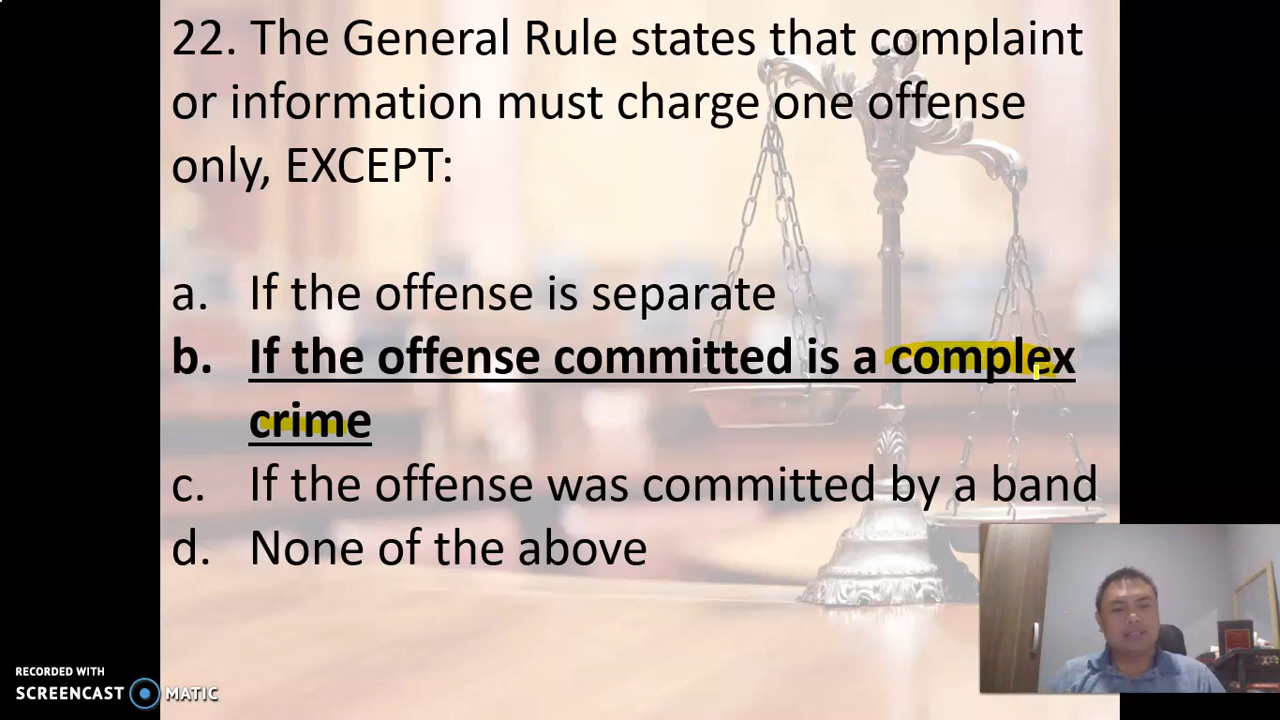 22. The General Rule states that complaint
or information must charge one offense
only, EXCEPT:
a. If the offense is separate
b. If the offense committed is a complex
crime
c. If the offense was committed by a band
d. None of the above
RECORDED WITH
SCREENCAST MATIC